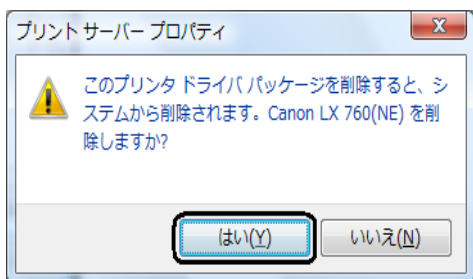 プリント サーバー プロパティ
このプリンタ ドライバ パッケージを削除すると、シ
ステムから削除されます。Canon LX 760(NE) を削
除しますか?
はい(Y)
いいえ(N)